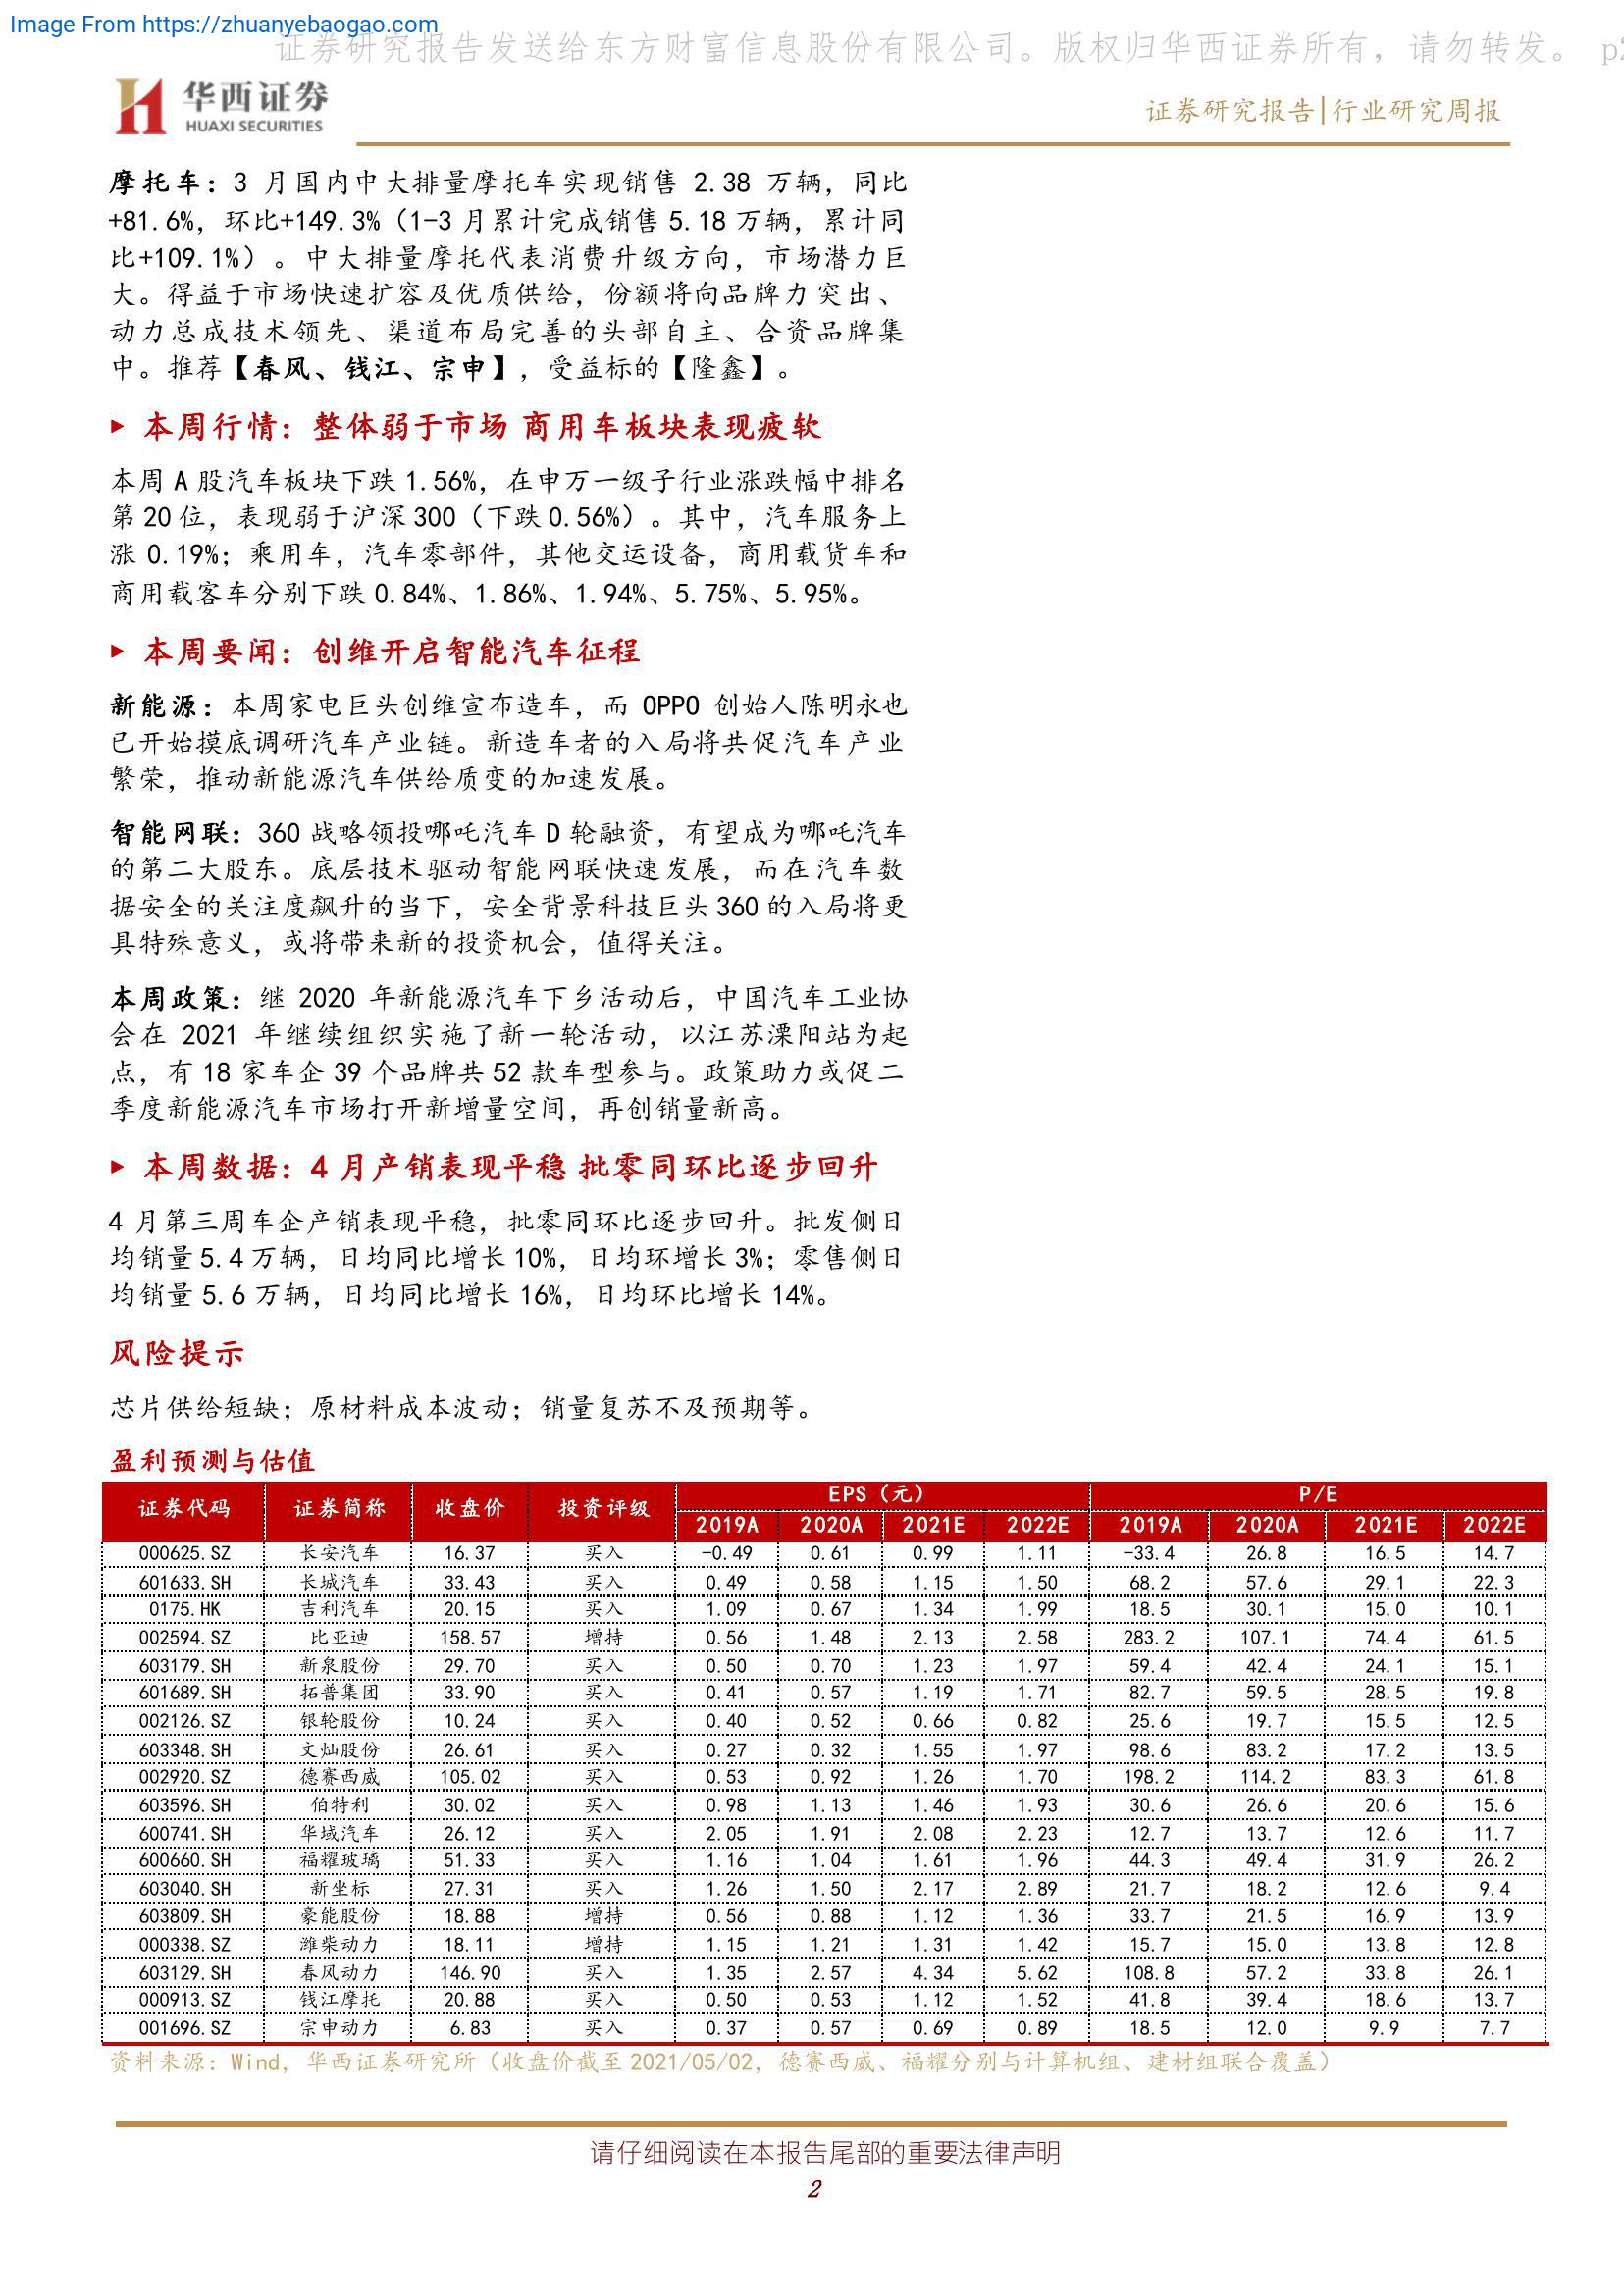 Image From https://zhuanyebaogao.com
证券研究报告发送给东方财富信息股份有限公司。版权归华西证券所有，请勿转发。 p2
华西证券
HUAXI SECURITIES
证券研究报告|行业研究周报
摩托车：3 月国内中大排量摩托车实现销售 2.38 万辆，同比
+81.6%，环比+149.3%（1-3 月累计完成销售 5.18 万辆，累计同
比+109.1%）。中大排量摩托代表消费升级方向，市场潜力巨
大。得益于市场快速扩容及优质供给，份额将向品牌力突出、
动力总成技术领先、渠道布局完善的头部自主、合资品牌集
中。推荐【春风、钱江、宗申】，受益标的【隆鑫】。
▶ 本周行情：整体弱于市场 商用车板块表现疲软
本周 A 股汽车板块下跌 1.56%，在申万一级子行业涨跌幅中排名
第 20 位，表现弱于沪深 300（下跌 0.56%）。其中，汽车服务上
涨 0.19%；乘用车，汽车零部件，其他交运设备，商用载货车和
商用载客车分别下跌 0.84%、1.86%、1.94%、5.75%、5.95%。
▶ 本周要闻：创维开启智能汽车征程
新能源：本周家电巨头创维宣布造车，而 OPPO 创始人陈明永也
已开始摸底调研汽车产业链。新造车者的入局将共促汽车产业
繁荣，推动新能源汽车供给质变的加速发展。
智能网联：360 战略领投哪吒汽车 D 轮融资，有望成为哪吒汽车
的第二大股东。底层技术驱动智能网联快速发展，而在汽车数
据安全的关注度飙升的当下，安全背景科技巨头 360 的入局将更
具特殊意义，或将带来新的投资机会，值得关注。
本周政策：继 2020 年新能源汽车下乡活动后，中国汽车工业协
会在 2021 年继续组织实施了新一轮活动，以江苏溧阳站为起
点，有 18 家车企 39 个品牌共 52 款车型参与。政策助力或促二
季度新能源汽车市场打开新增量空间，再创销量新高。
▶ 本周数据：4 月产销表现平稳 批零同环比逐步回升
4 月第三周车企产销表现平稳，批零同环比逐步回升。批发侧日
均销量 5.4 万辆，日均同比增长 10%，日均环增长 3%；零售侧日
均销量 5.6 万辆，日均同比增长 16%，日均环比增长 14%。
风险提示
芯片供给短缺；原材料成本波动；销量复苏不及预期等。
盈利预测与估值
证券代码 证券简称 收盘价 投资评级 EPS（元） P/E
2019A 2020A 2021E 2022E 2019A 2020A 2021E 2022E
000625.SZ 长安汽车 16.37 买入 -0.49 0.61 0.99 1.11 -33.4 26.8 16.5 14.7
601633.SH 长城汽车 33.43 买入 0.49 0.58 1.15 1.50 68.2 57.6 29.1 22.3
0175.HK 吉利汽车 20.15 买入 1.09 0.67 1.34 1.99 18.5 30.1 15.0 10.1
002594.SZ 比亚迪 158.57 增持 0.56 1.48 2.13 2.58 283.2 107.1 74.4 61.5
603179.SH 新泉股份 29.70 买入 0.50 0.70 1.23 1.97 59.4 42.4 24.1 15.1
601689.SH 拓普集团 33.90 买入 0.41 0.57 1.19 1.71 82.7 59.5 28.5 19.8
002126.SZ 银轮股份 10.24 买入 0.40 0.52 0.66 0.82 25.6 19.7 15.5 12.5
603348.SH 文灿股份 26.61 买入 0.27 0.32 1.55 1.97 98.6 83.2 17.2 13.5
002920.SZ 德赛西威 105.02 买入 0.53 0.92 1.26 1.70 198.2 114.2 83.3 61.8
603596.SH 伯特利 30.02 买入 0.98 1.13 1.46 1.93 30.6 26.6 20.6 15.6
600741.SH 华域汽车 26.12 买入 2.05 1.91 2.08 2.23 12.7 13.7 12.6 11.7
600660.SH 福耀玻璃 51.33 买入 1.16 1.04 1.61 1.96 44.3 49.4 31.9 26.2
603040.SH 新坐标 27.31 买入 1.26 1.50 2.17 2.89 21.7 18.2 12.6 9.4
603809.SH 豪能股份 18.88 增持 0.56 0.88 1.12 1.36 33.7 21.5 16.9 13.9
000338.SZ 潍柴动力 18.11 增持 1.15 1.21 1.31 1.42 15.7 15.0 13.8 12.8
603129.SH 春风动力 146.90 买入 1.35 2.57 4.34 5.62 108.8 57.2 33.8 26.1
000913.SZ 钱江摩托 20.88 买入 0.50 0.53 1.12 1.52 41.8 39.4 18.6 13.7
001696.SZ 宗申动力 6.83 买入 0.37 0.57 0.69 0.89 18.5 12.0 9.9 7.7
资料来源：Wind，华西证券研究所（收盘价截至 2021/05/02，德赛西威、福耀分别与计算机组、建材组联合覆盖）
请仔细阅读在本报告尾部的重要法律声明
2